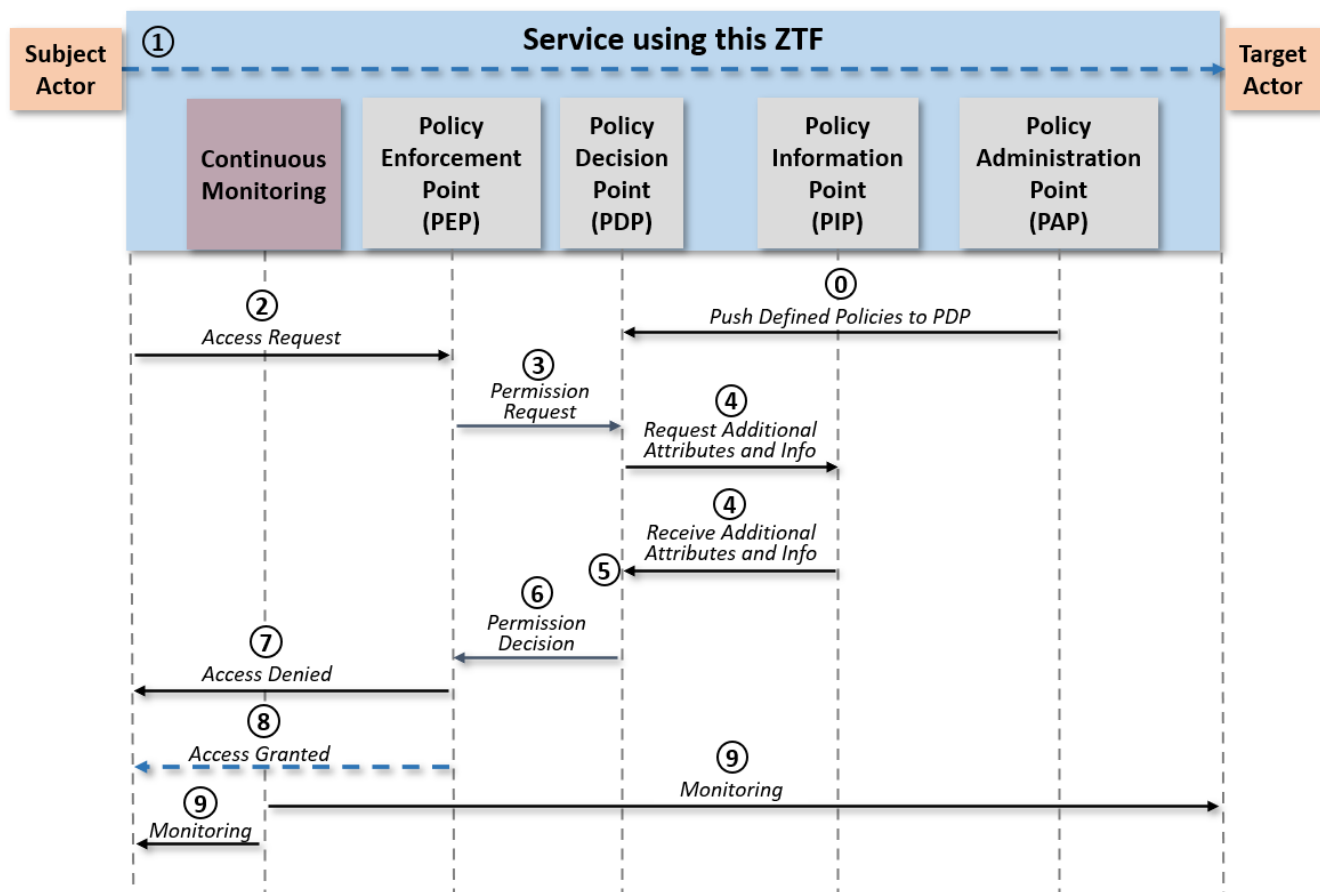 ① Service using this ZTF
Subject
Actor
Target
Actor
Continuous
Monitoring
Policy
Enforcement
Point
(PEP)
Policy
Decision
Point
(PDP)
Policy
Information
Point
(PIP)
Policy
Administration
Point
(PAP)
⓪
Push Defined Policies to PDP
②
Access Request
③
Permission
Request
④
Request Additional
Attributes and Info
④
Receive Additional
Attributes and Info
⑤
⑥
Permission
Decision
⑦
Access Denied
⑧
Access Granted
⑨
Monitoring
⑨
Monitoring